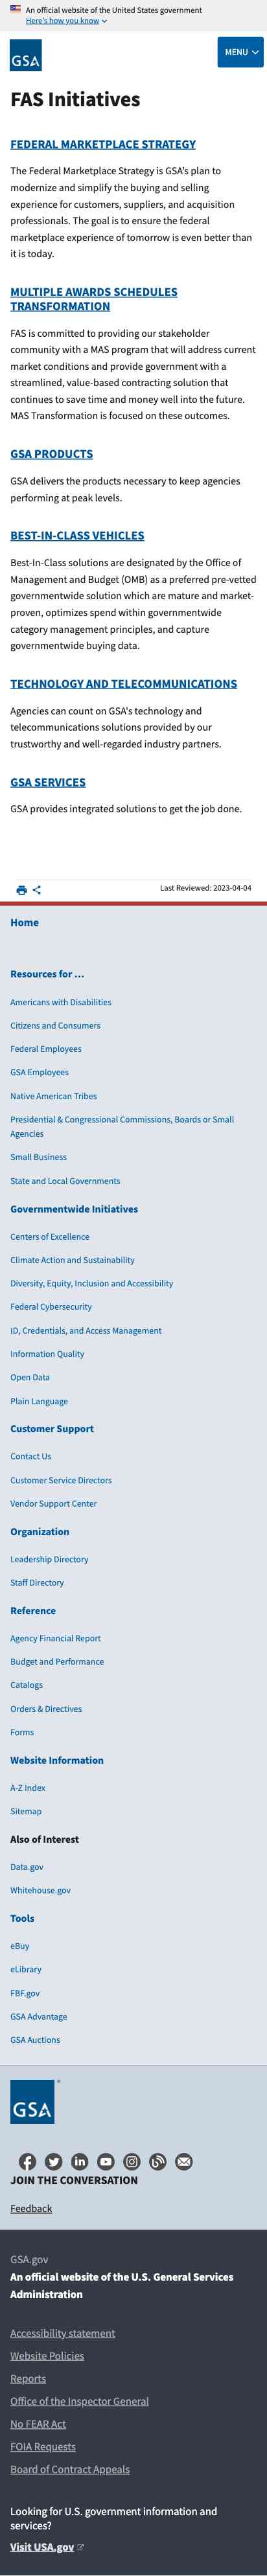 An official website of the United States government
Here's how you know
GSA
MENU
FAS Initiatives
FEDERAL MARKETPLACE STRATEGY
The Federal Marketplace Strategy is GSA's plan to
modernize and simplify the buying and selling
experience for customers, suppliers, and acquisition
professionals. The goal is to ensure the federal
marketplace experience of tomorrow is even better than
it is today.
MULTIPLE AWARDS SCHEDULES
TRANSFORMATION
FAS is committed to providing our stakeholder
community with a MAS program that will address current
market conditions and provide government with a
streamlined, value-based contracting solution that
continues to save time and money well into the future.
MAS Transformation is focused on these outcomes.
GSA PRODUCTS
GSA delivers the products necessary to keep agencies
performing at peak levels.
BEST-IN-CLASS VEHICLES
Best-In-Class solutions are designated by the Office of
Management and Budget (OMB) as a preferred pre-vetted
governmentwide solution which are mature and market-
proven, optimizes spend within governmentwide
category management principles, and capture
governmentwide buying data.
TECHNOLOGY AND TELECOMMUNICATIONS
Agencies can count on GSA's technology and
telecommunications solutions provided by our
trustworthy and well-regarded industry partners.
GSA SERVICES
GSA provides integrated solutions to get the job done.
Last Reviewed: 2023-04-04
Home
Resources for …
Americans with Disabilities
Citizens and Consumers
Federal Employees
GSA Employees
Native American Tribes
Presidential & Congressional Commissions, Boards or Small
Agencies
Small Business
State and Local Governments
Governmentwide Initiatives
Centers of Excellence
Climate Action and Sustainability
Diversity, Equity, Inclusion and Accessibility
Federal Cybersecurity
ID, Credentials, and Access Management
Information Quality
Open Data
Plain Language
Customer Support
Contact Us
Customer Service Directors
Vendor Support Center
Organization
Leadership Directory
Staff Directory
Reference
Agency Financial Report
Budget and Performance
Catalogs
Orders & Directives
Forms
Website Information
A-Z Index
Sitemap
Also of Interest
Data.gov
Whitehouse.gov
Tools
eBuy
eLibrary
FBF.gov
GSA Advantage
GSA Auctions
GSA
JOIN THE CONVERSATION
Feedback
GSA.gov
An official website of the U.S. General Services
Administration
Accessibility statement
Website Policies
Reports
Office of the Inspector General
No FEAR Act
FOIA Requests
Board of Contract Appeals
Looking for U.S. government information and
services?
Visit USA.gov